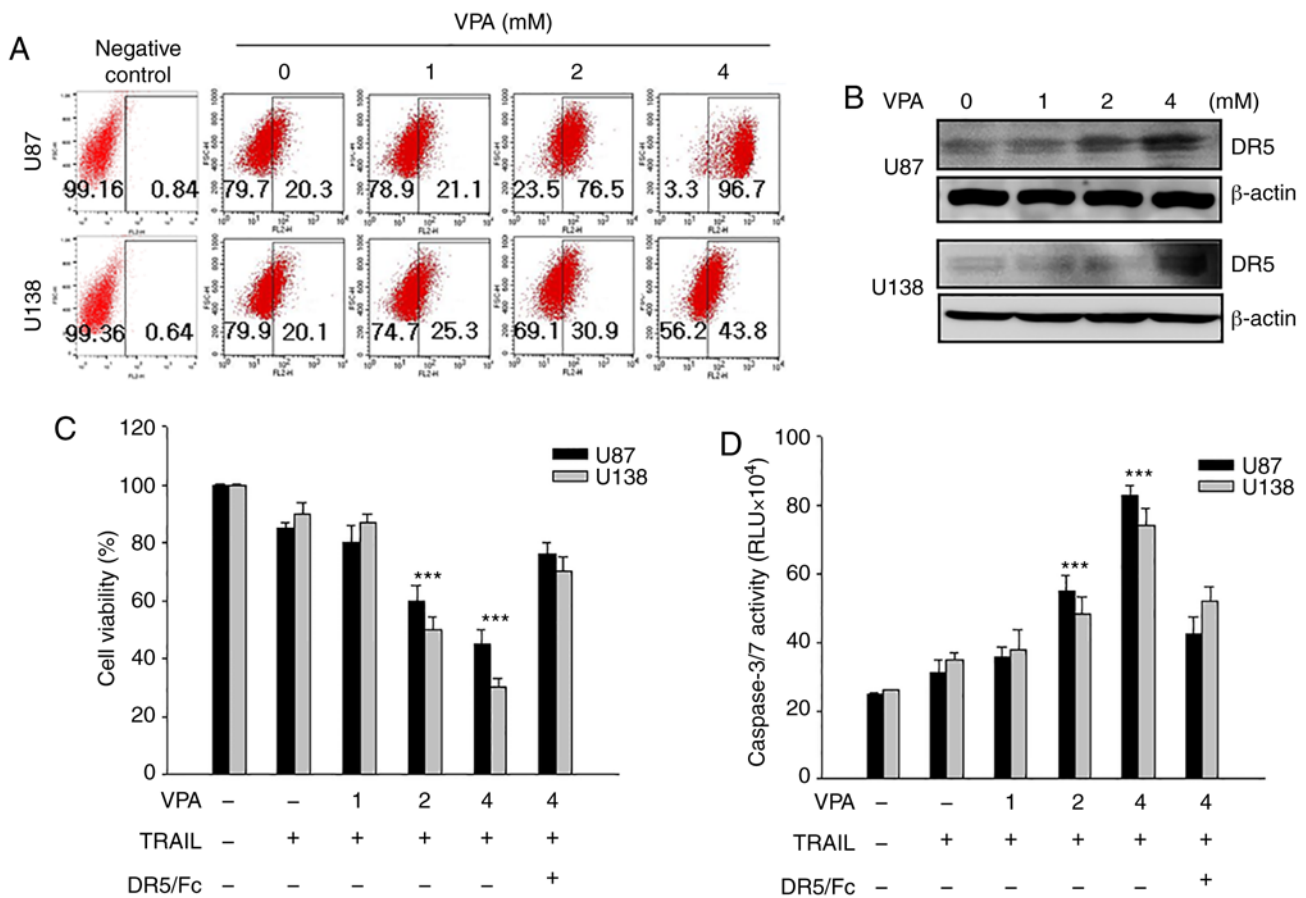 VPA (mM)
A
Negative
control
0
1
2
4
U87
FSC-H
99.16 0.84
79.7 20.3
78.9 21.1
23.5 76.5
3.3 96.7
FL2-H
U138
FSC-H
99.36 0.64
79.9 20.1
74.7 25.3
69.1 30.9
56.2 43.8
FL2-H
B
VPA 0 1 2 4 (mM)
U87
DR5
β-actin
U138
DR5
β-actin
C
Cell viability (%)
120
100
80
60
40
20
0
U87
U138
***
***
VPA – – 1 2 4 4
TRAIL – + + + + +
DR5/Fc – – – – – +
D
Caspase-3/7 activity (RLU×10⁴)
100
80
60
40
20
0
U87
U138
***
***
– – 1 2 4 4
– + + + + +
– – – – – +